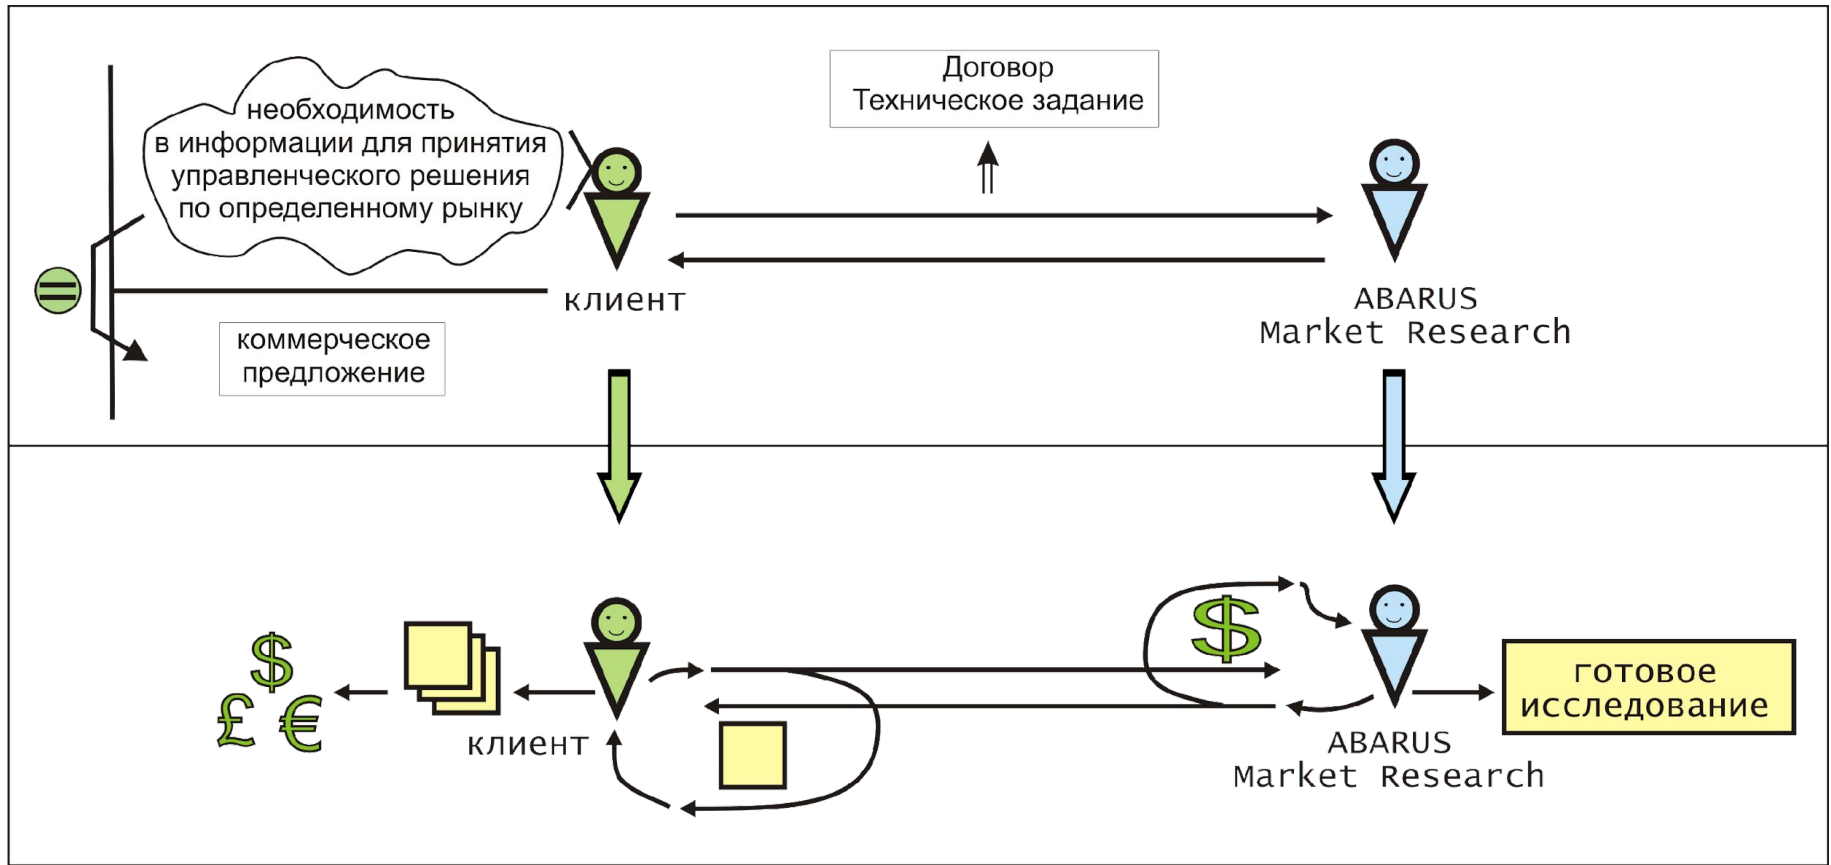 необходимость
в информации для принятия
управленческого решения
по определенному рынку
Договор
Техническое задание
клиент
ABARUS
Market Research
коммерческое
предложение
$
$
£ €
клиент
готовое
исследование
ABARUS
Market Research